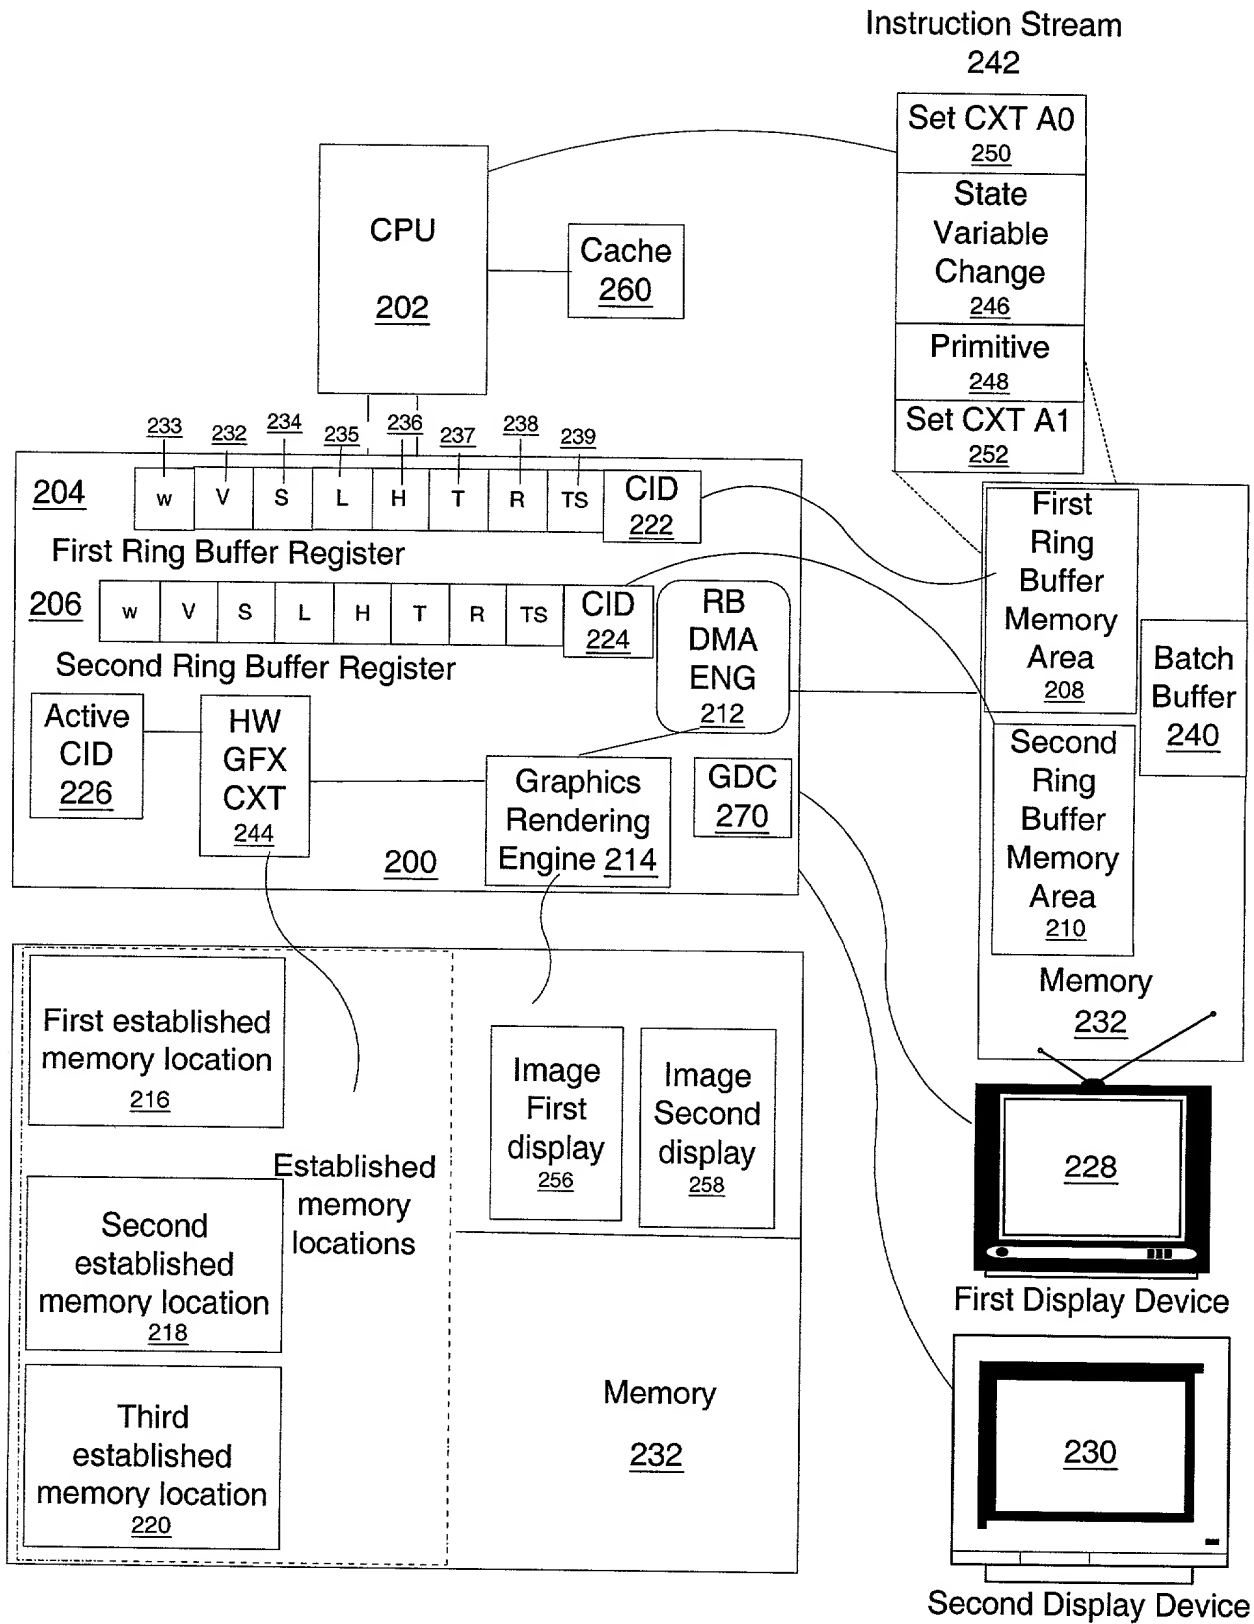 Instruction Stream
242
Set CXT A0
250
State
Variable
Change
246
Primitive
248
Set CXT A1
252
CPU
202
Cache
260
233
232
234
235
236
237
238
239
204
w V S L H T R TS
CID
222
First Ring Buffer Register
206
w V S L H T R TS
CID
224
Second Ring Buffer Register
RB
DMA
ENG
212
Active
CID
226
HW
GFX
CXT
244
Graphics
Rendering
Engine 214
GDC
270
200
First
Ring
Buffer
Memory
Area
208
Batch
Buffer
240
Second
Ring
Buffer
Memory
Area
210
Memory
232
First established
memory location
216
Second
established
memory location
218
Third
established
memory location
220
Established
memory
locations
Image
First
display
256
Image
Second
display
258
Memory
232
228
First Display Device
230
Second Display Device